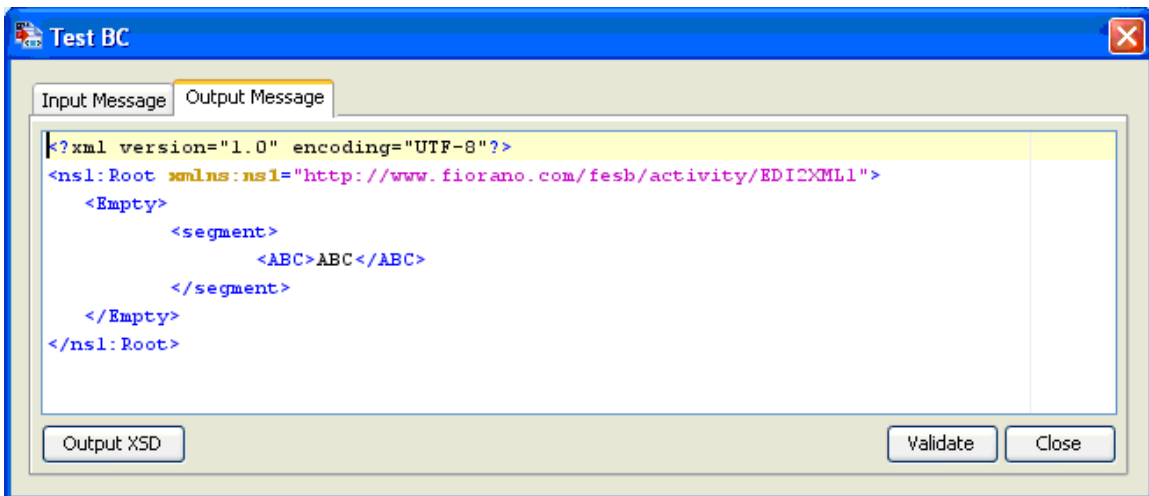 Test BC
Input Message Output Message
<?xml version="1.0" encoding="UTF-8"?>
<ns1:Root xmlns:ns1="http://www.fiorano.com/fesb/activity/EDI2XML1">
<Empty>
<segment>
<ABC>ABC</ABC>
</segment>
</Empty>
</ns1:Root>
Output XSD Validate Close